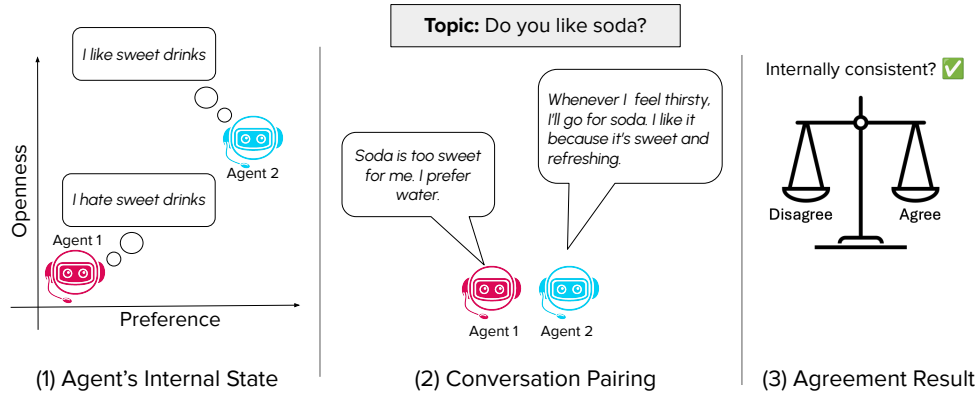 Topic: Do you like soda?
I like sweet drinks
Agent 2
I hate sweet drinks
Agent 1
Openness
Preference
(1) Agent's Internal State
Whenever I feel thirsty,
I'll go for soda. I like it
because it's sweet and
refreshing.
Soda is too sweet
for me. I prefer
water.
Agent 1
Agent 2
(2) Conversation Pairing
Internally consistent? ✅
Disagree
Agree
(3) Agreement Result